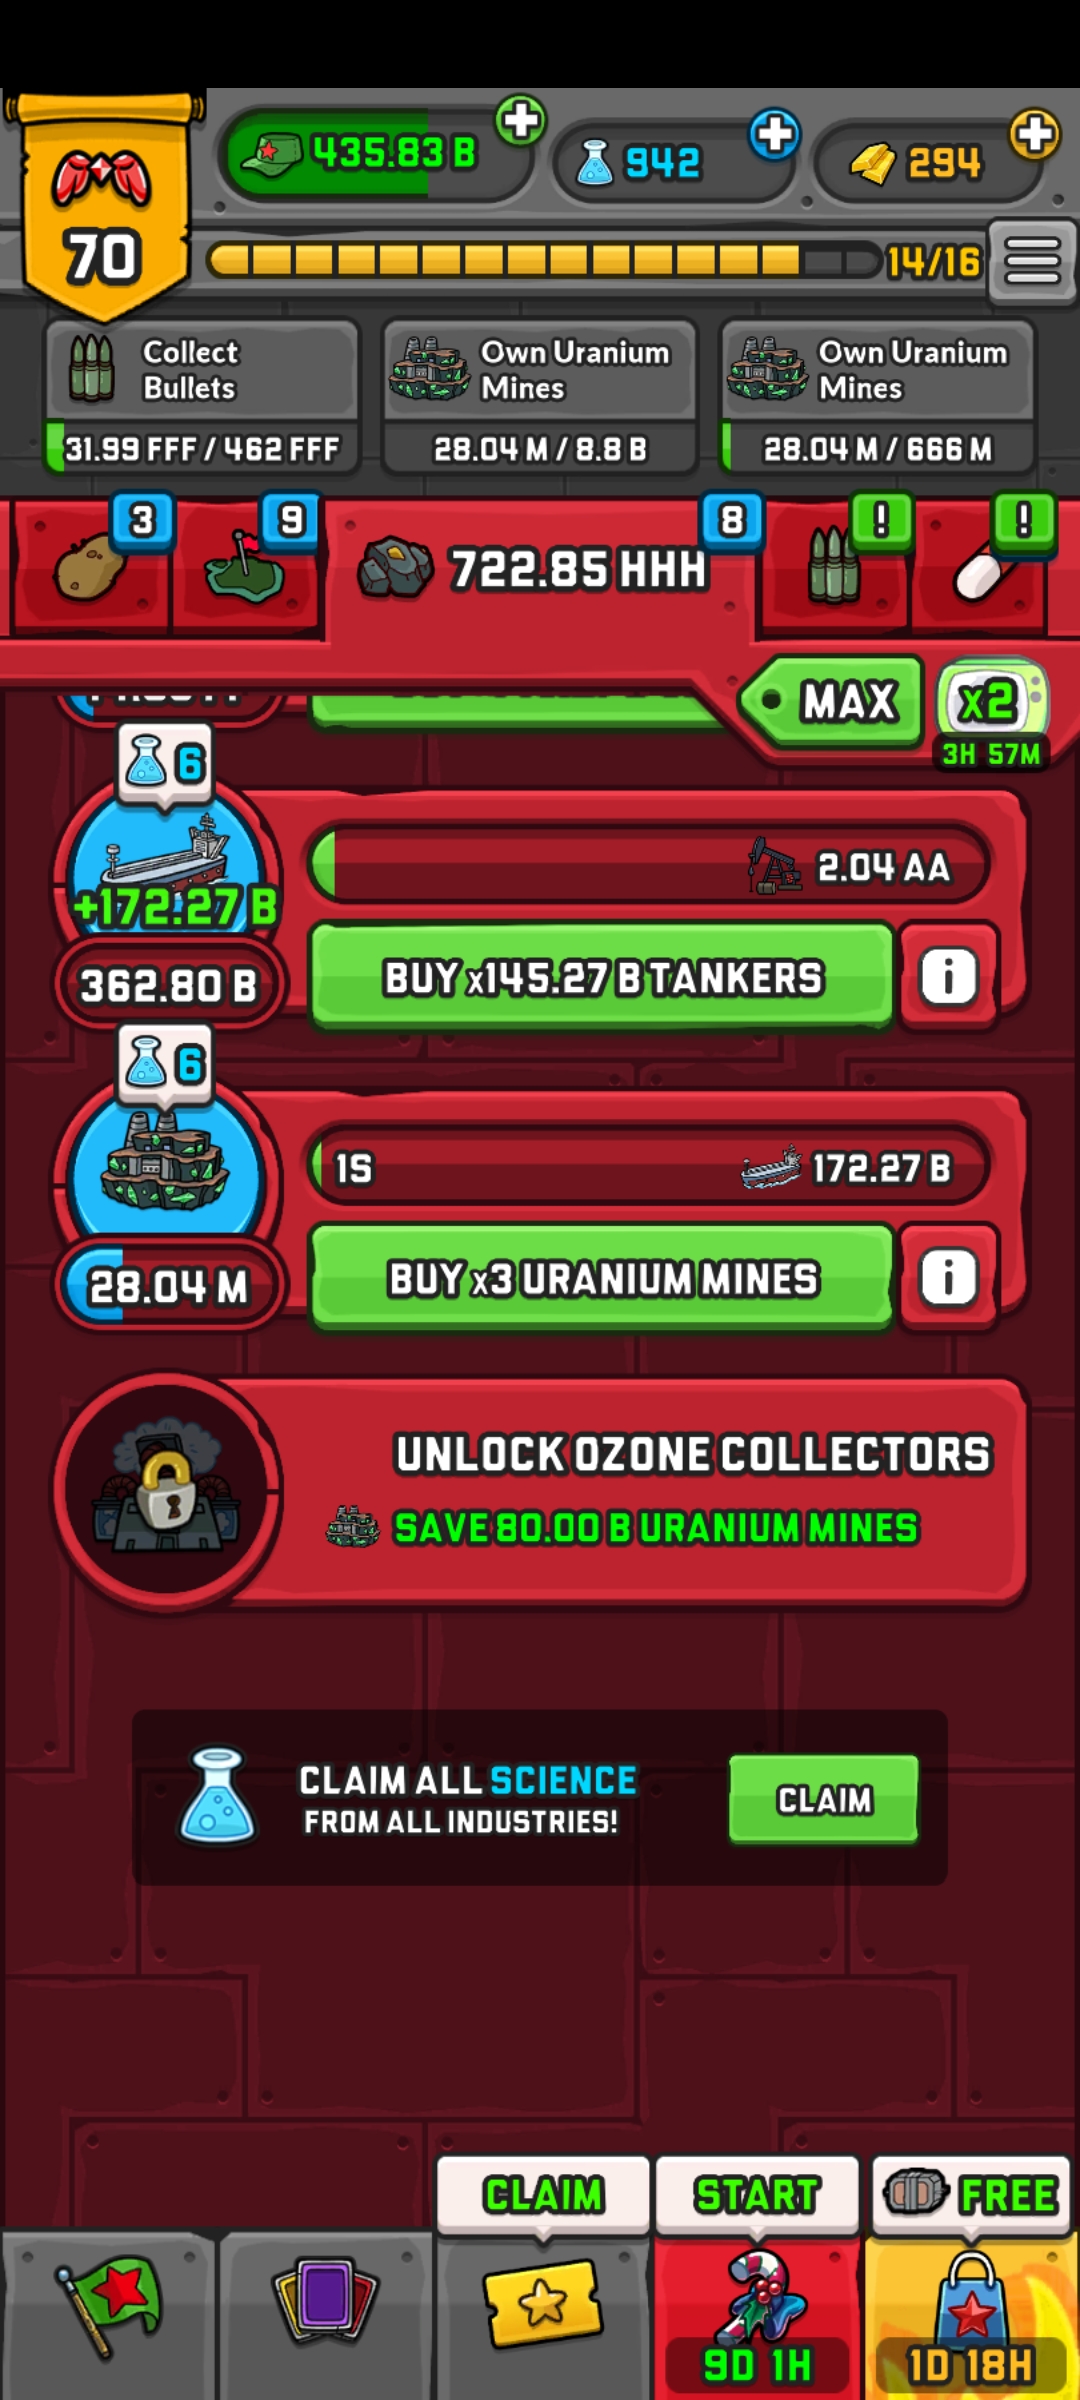 70
435.83 B
942
294
14/16
Collect
Bullets
31.99 FFF / 462 FFF
Own Uranium
Mines
28.04 M / 8.8 B
Own Uranium
Mines
28.04 M / 666 M
3
9
722.85 HHH
8
!
!
MAX
x2
3H 57M
6
2.04 AA
+172.27 B
362.80 B
BUY x145.27 B TANKERS
i
6
1S
172.27 B
28.04 M
BUY x3 URANIUM MINES
i
UNLOCK OZONE COLLECTORS
SAVE 80.00 B URANIUM MINES
CLAIM ALL SCIENCE
FROM ALL INDUSTRIES!
CLAIM
CLAIM
START
FREE
9D 1H
1D 18H